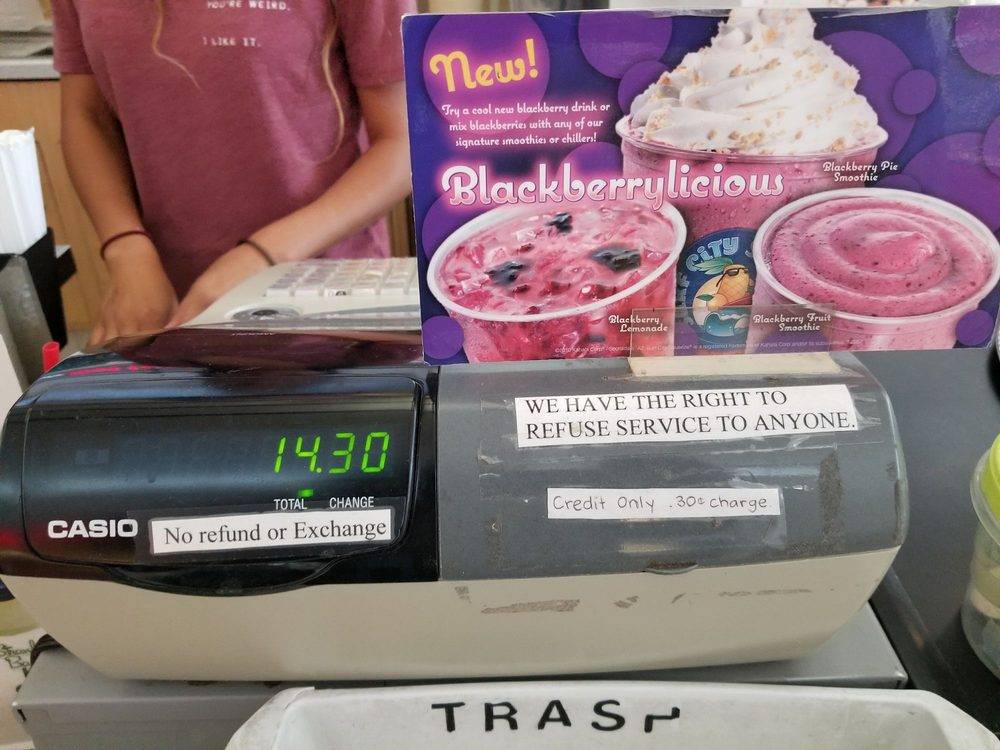 YOU'RE WEIRD.
I LIKE IT.
New!
Try a cool new blackberry drink or
mix blackberries with any of our
signature smoothies or chillers!
Blackberrylicious
Blackberry Pie
Smoothie
CITY
Blackberry
Lemonade
Blackberry Fruit
Smoothie
14.30
TOTAL CHANGE
CASIO
No refund or Exchange
WE HAVE THE RIGHT TO
REFUSE SERVICE TO ANYONE.
Credit Only .30¢ charge.
TRASH